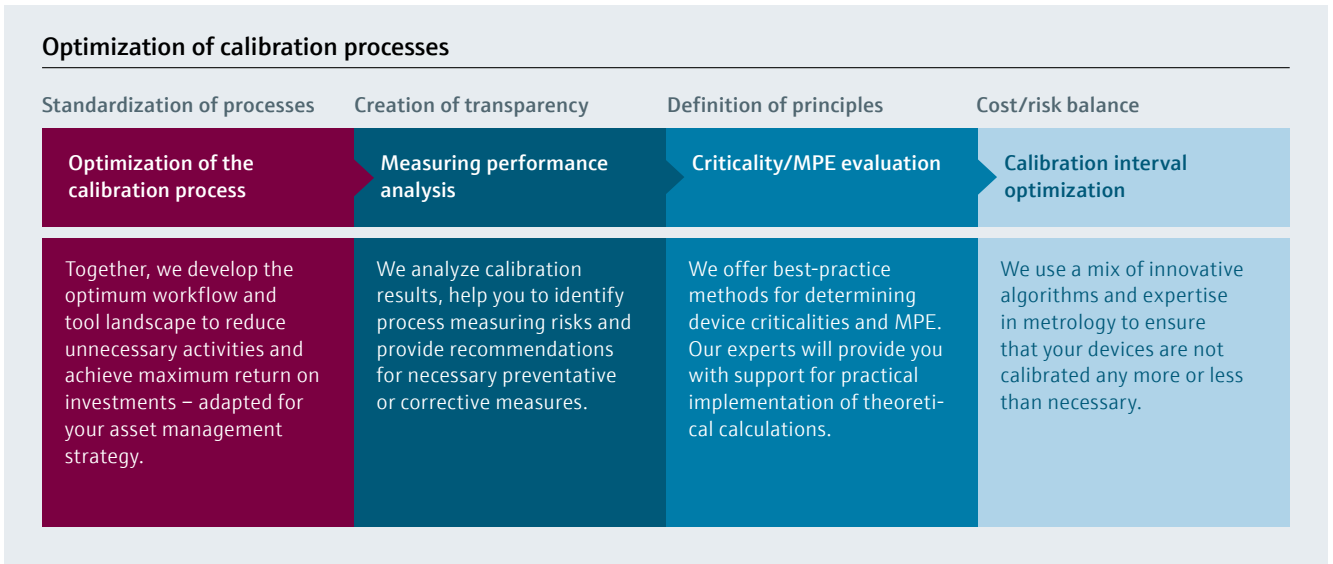 Optimization of calibration processes
Standardization of processes
Creation of transparency
Definition of principles
Cost/risk balance
Optimization of the
calibration process
Measuring performance
analysis
Criticality/MPE evaluation
Calibration interval
optimization
Together, we develop the
optimum workflow and
tool landscape to reduce
unnecessary activities and
achieve maximum return on
investments – adapted for
your asset management
strategy.
We analyze calibration
results, help you to identify
process measuring risks and
provide recommendations
for necessary preventative
or corrective measures.
We offer best-practice
methods for determining
device criticalities and MPE.
Our experts will provide you
with support for practical
implementation of theoreti-
cal calculations.
We use a mix of innovative
algorithms and expertise
in metrology to ensure
that your devices are not
calibrated any more or less
than necessary.